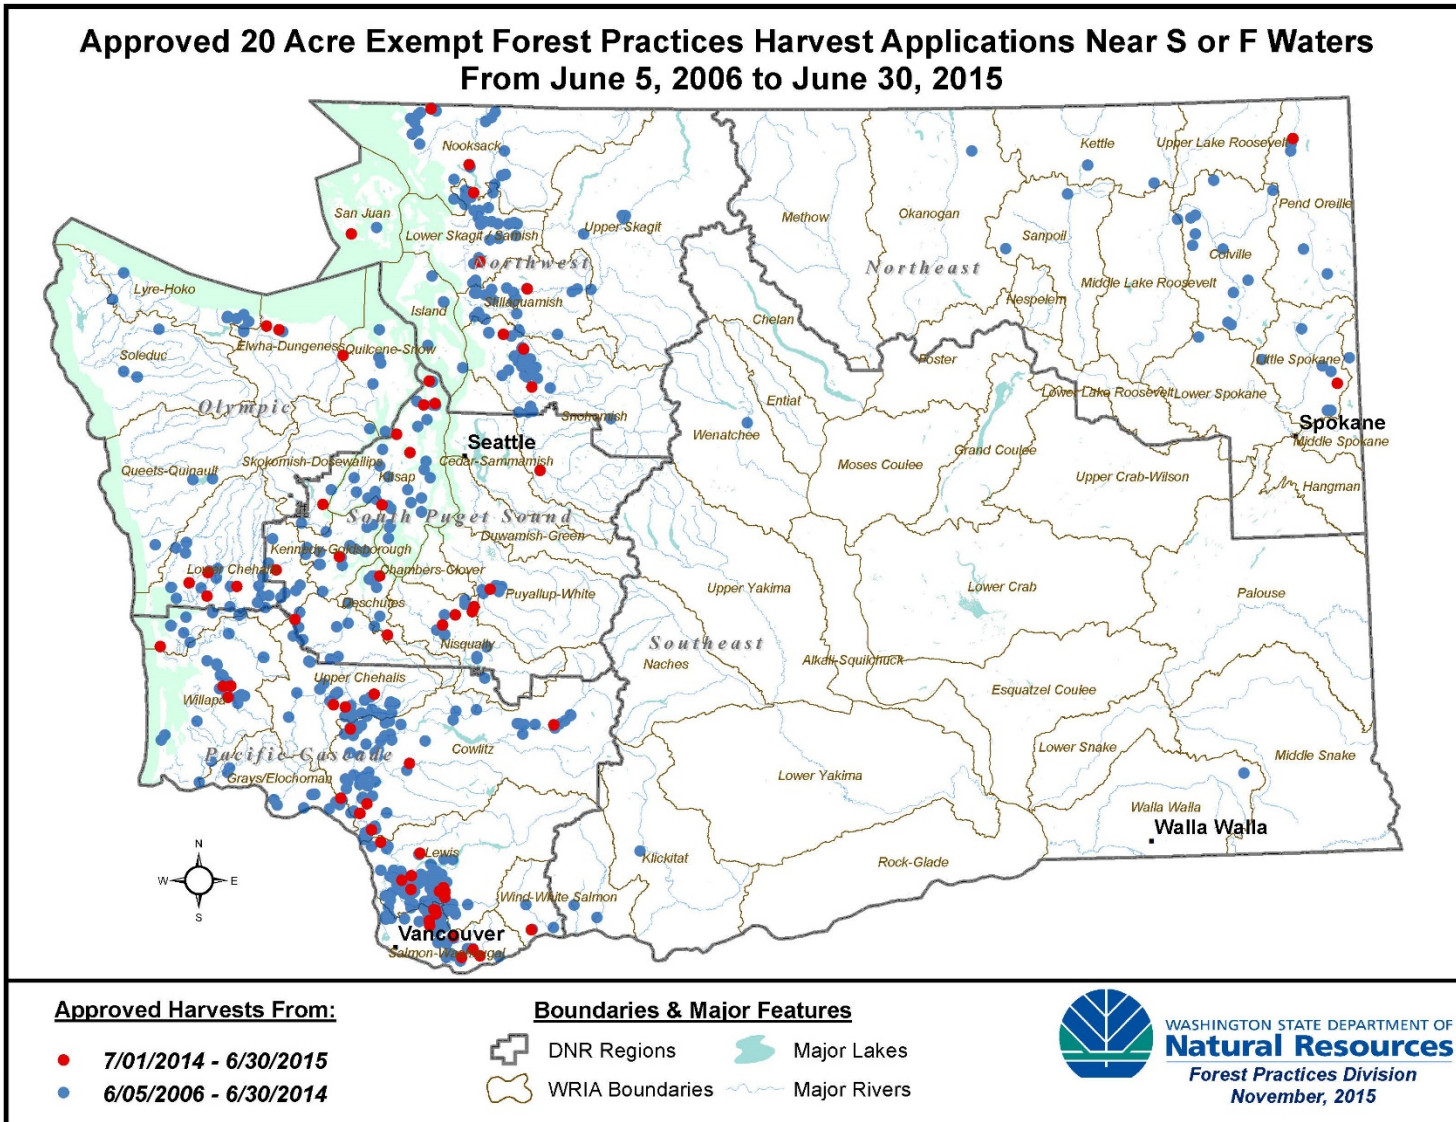 Approved 20 Acre Exempt Forest Practices Harvest Applications Near S or F Waters
From June 5, 2006 to June 30, 2015
Nooksack
Kettle
Upper Lake Roosevelt
Pend Oreille
San Juan
Lower Skagit / Samish
Upper Skagit
Methow
Okanogan
Sanpoil
Colville
Northwest
Northeast
Lyre-Hoko
Middle Lake Roosevelt
Nespelem
Stillaguamish
Island
Chelan
Elwha-Dungeness
Quilcene-Snow
Soleduc
Foster
Little Spokane
Lower Lake Roosevelt
Lower Spokane
Entiat
Olympic
Snohomish
Spokane
Wenatchee
Seattle
Middle Spokane
Grand Coulee
Cedar-Sammamish
Skokomish-Dosewallips
Moses Coulee
Queets-Quinault
Kitsap
Upper Crab-Wilson
Hangman
South Puget Sound
Duwamish-Green
Kennedy-Goldsborough
Lower Chehalis
Chambers-Clover
Upper Yakima
Lower Crab
Puyallup-White
Palouse
Deschutes
Nisqually
Southeast
Naches
Alkali-Squilchuck
Upper Chehalis
Esquatzel Coulee
Willapa
Cowlitz
Lower Snake
Pacific Cascade
Middle Snake
Grays/Elochoman
Lower Yakima
Walla Walla
Walla Walla
Lewis
Klickitat
Rock-Glade
N
W
E
S
Wind-White Salmon
Vancouver
Salmon-Washougal
Approved Harvests From:
7/01/2014 - 6/30/2015
6/05/2006 - 6/30/2014
Boundaries & Major Features
DNR Regions
Major Lakes
WRIA Boundaries
Major Rivers
WASHINGTON STATE DEPARTMENT OF
Natural Resources
Forest Practices Division
November, 2015